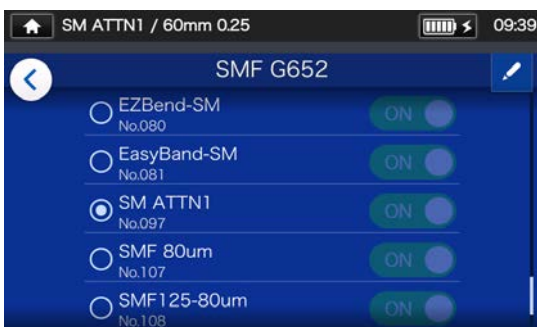 SM ATTN1 / 60mm 0.25 09:39
SMF G652
EZBend-SM ON
No.080
EasyBand-SM ON
No.081
SM ATTN1 ON
No.097
SMF 80um ON
No.107
SMF125-80um ON
No.108